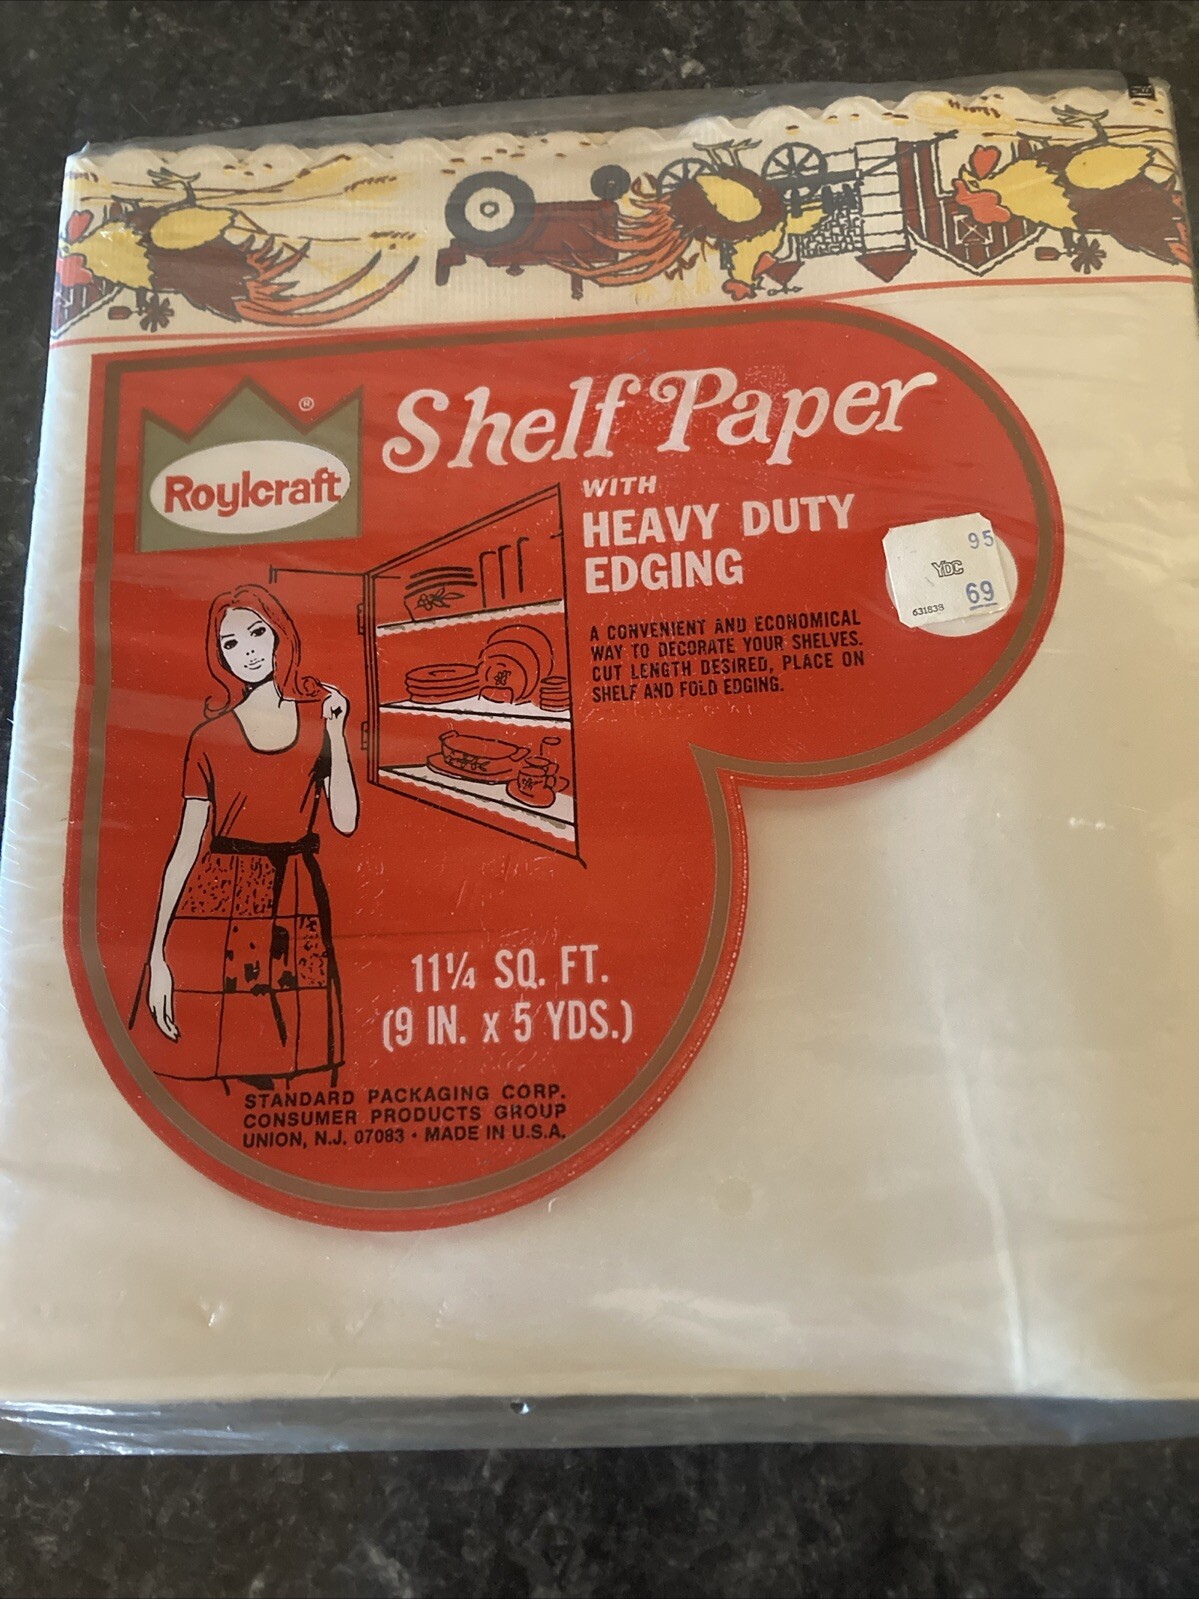 Roylcraft
®
Shelf Paper
WITH
HEAVY DUTY
EDGING
A CONVENIENT AND ECONOMICAL
WAY TO DECORATE YOUR SHELVES.
CUT LENGTH DESIRED, PLACE ON
SHELF AND FOLD EDGING.
95
YDC
69
631838
11¼ SQ. FT.
(9 IN. x 5 YDS.)
STANDARD PACKAGING CORP.
CONSUMER PRODUCTS GROUP
UNION, N.J. 07083 • MADE IN U.S.A.